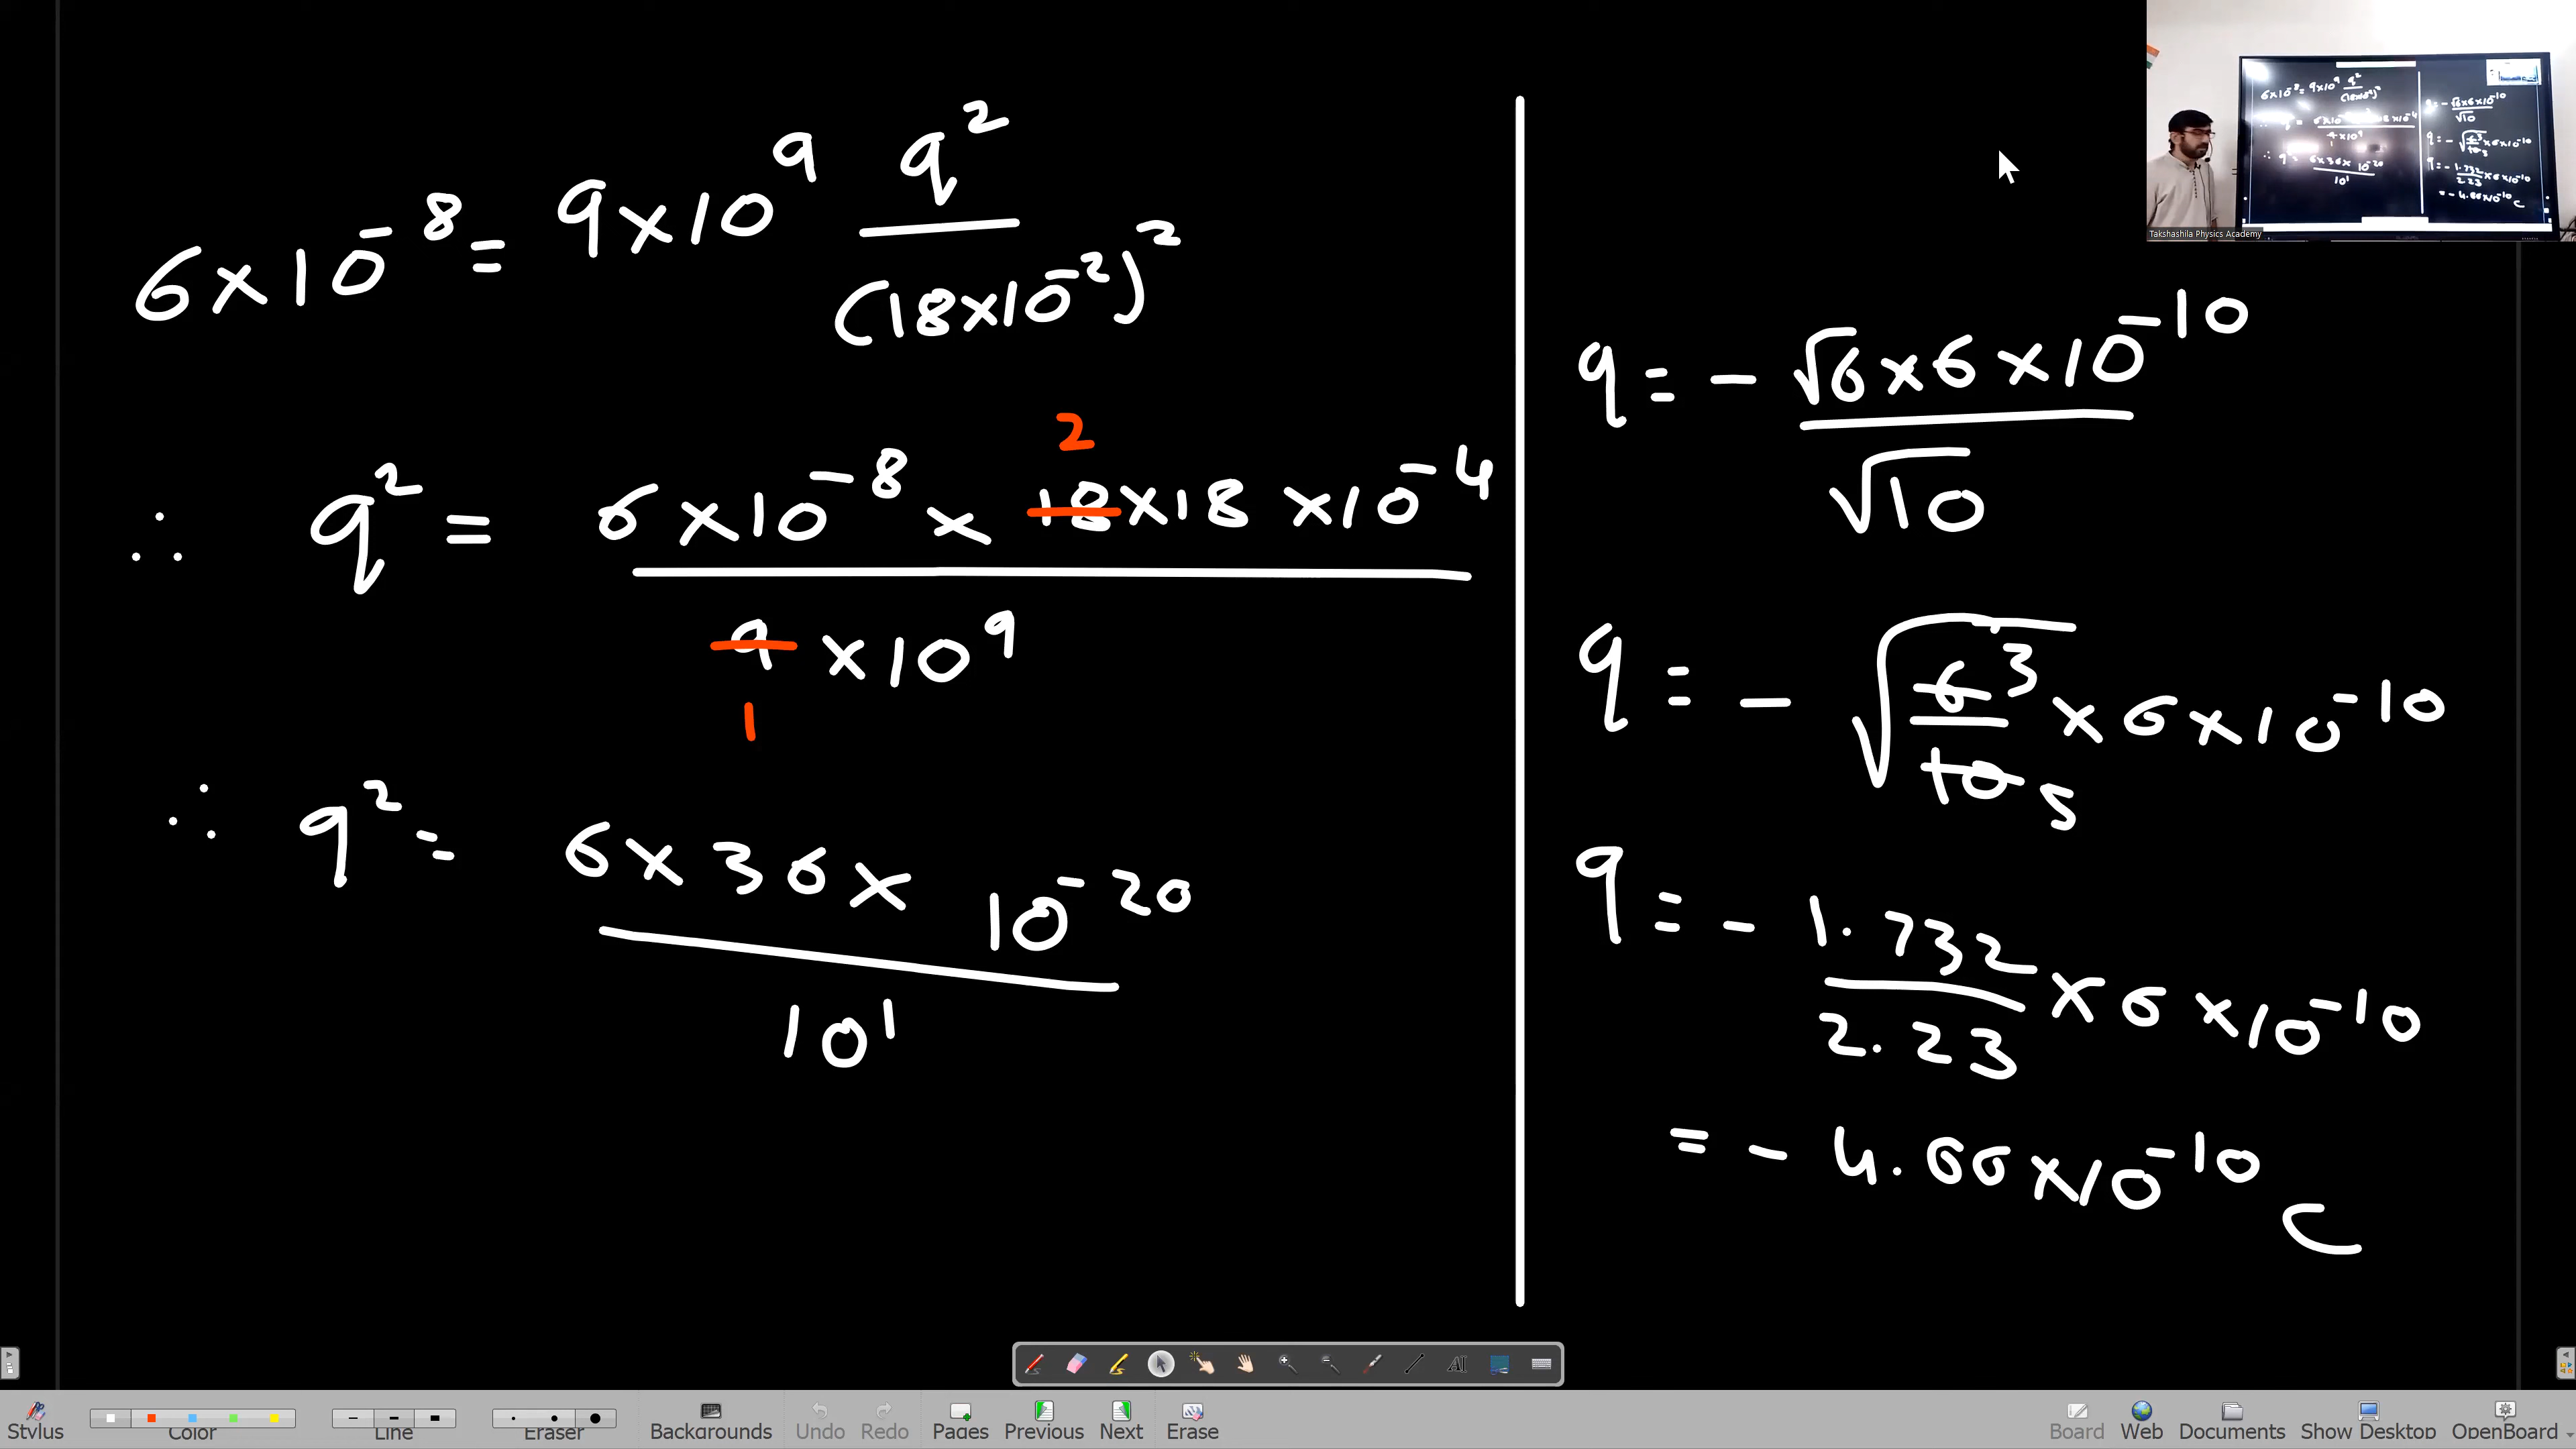 6×10⁻⁸ = 9×10⁹ q² / (18×10⁻²)²
2
∴ q² = 6×10⁻⁸ × 18×18 ×10⁻⁴ / 9 ×10⁹
1
∴ q² = 6×36× 10⁻²⁰ / 10¹
q = - √6×6×10⁻¹⁰ / √10
q = - √(6 3 / 10 5) ×6×10⁻¹⁰
q = - 1.732 / 2.23 ×6×10⁻¹⁰
= - 4.66×10⁻¹⁰ C
Takshashila Physics Academy
Stylus
Color
Line
Eraser
Backgrounds
Undo
Redo
Pages
Previous
Next
Erase
Board
Web
Documents
Show Desktop
OpenBoard